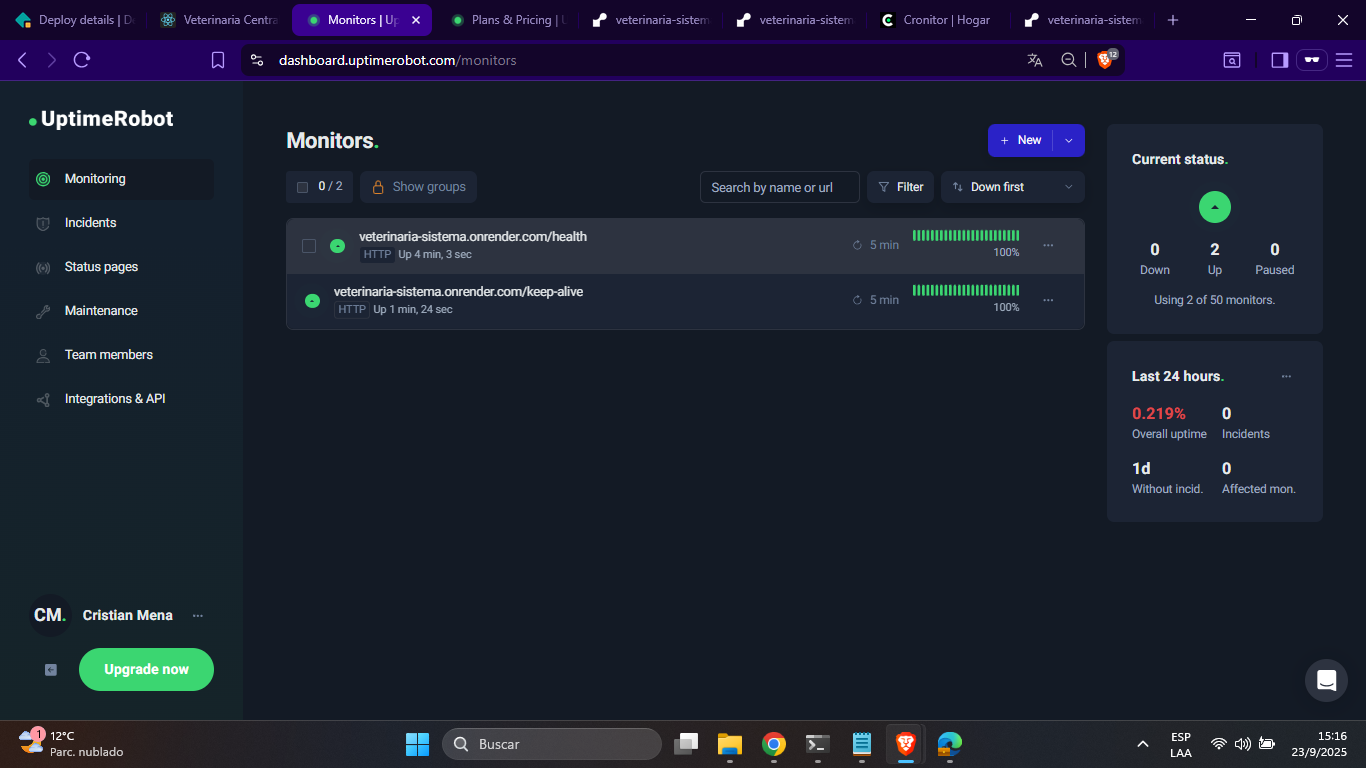 Deploy details | D
Veterinaria Centra
Monitors | Up
Plans & Pricing | U
veterinaria-sistem
veterinaria-sistem
Cronitor | Hogar
veterinaria-sistem
dashboard.uptimerobot.com/monitors
12
UptimeRobot
Monitoring
Incidents
Status pages
Maintenance
Team members
Integrations & API
CM.
Cristian Mena
Upgrade now
Monitors.
New
0 / 2
Show groups
Search by name or url
Filter
Down first
veterinaria-sistema.onrender.com/health
HTTP Up 4 min, 3 sec
5 min
100%
veterinaria-sistema.onrender.com/keep-alive
HTTP Up 1 min, 24 sec
5 min
100%
Current status.
0 2 0
Down Up Paused
Using 2 of 50 monitors.
Last 24 hours.
0.219% 0
Overall uptime Incidents
1d 0
Without incid. Affected mon.
1
12°C
Parc. nublado
Buscar
ESP
LAA
15:16
23/9/2025